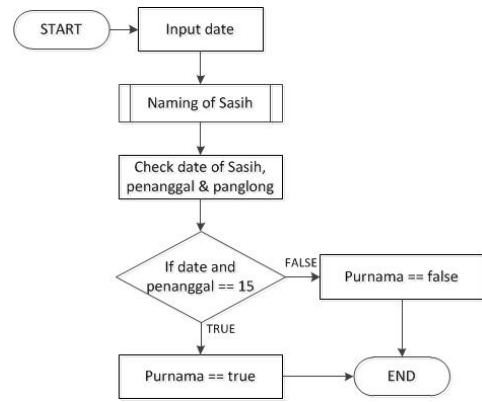 START
Input date
Naming of Sasih
Check date of Sasih,
penanggal & panglong
If date and
penanggal == 15
FALSE
Purnama == false
TRUE
Purnama == true
END